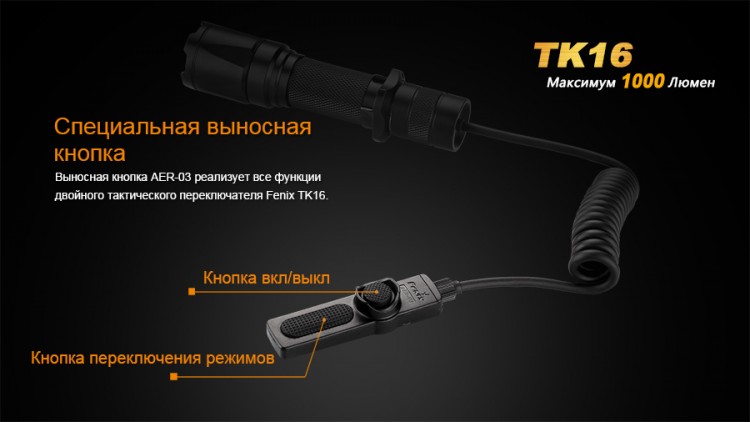 TK16
Максимум 1000 Люмен
Специальная выносная
кнопка
Выносная кнопка AER-03 реализует все функции
двойного тактического переключателя Fenix TK16.
Кнопка вкл/выкл
Fenix
Кнопка переключения режимов